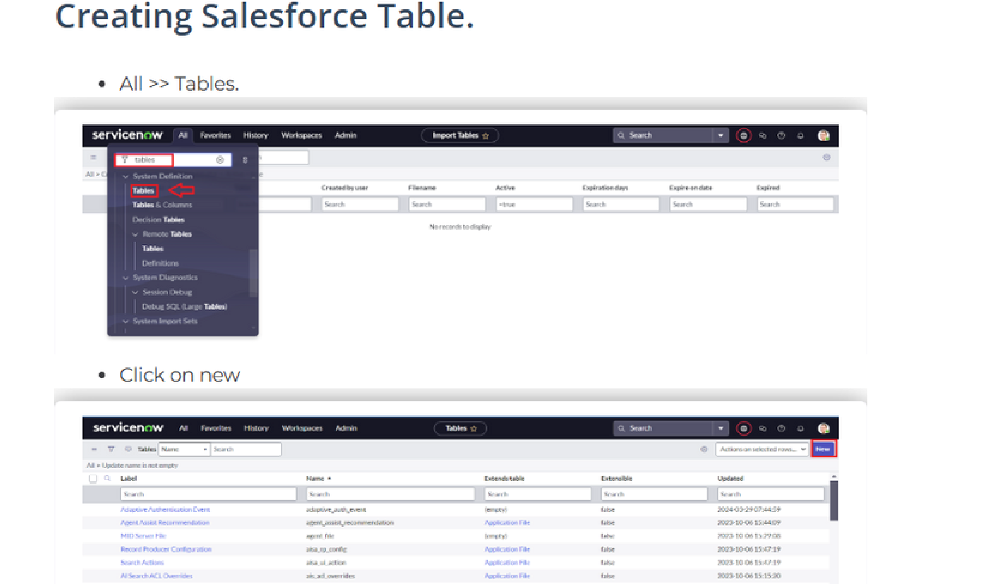 Creating Salesforce Table.
• All >> Tables.
servicenow All Favorites History Workspaces Admin Import Tables Search
tables
All >
System Definition
Tables
Created by user Filename Active Expiration days Expire on date Expired
Tables & Columns
Search Search =true Search Search Search
Decision Tables
No records to display
Remote Tables
Tables
Definitions
System Diagnostics
Session Debug
Debug SQL (Large Tables)
System Import Sets
• Click on new
servicenow All Favorites History Workspaces Admin Tables Search
Tables Name Search Actions on selected rows... New
All > Update name is not empty
Label Name Extends table Extensible Updated
Search Search Search Search Search
Adaptive Authentication Event adaptive_auth_event (empty) false 2024-03-29 07:44:59
Agent Assist Recommendation agent_assist_recommendation Application File false 2023-10-06 15:44:09
MID Server File agent_file (empty) false 2023-10-06 15:29:08
Record Producer Configuration aisa_rp_config Application File false 2023-10-06 15:47:19
Search Actions aisa_ui_action Application File false 2023-10-06 15:47:19
AI Search ACL Overrides ais_acl_overrides Application File false 2023-10-06 15:15:20